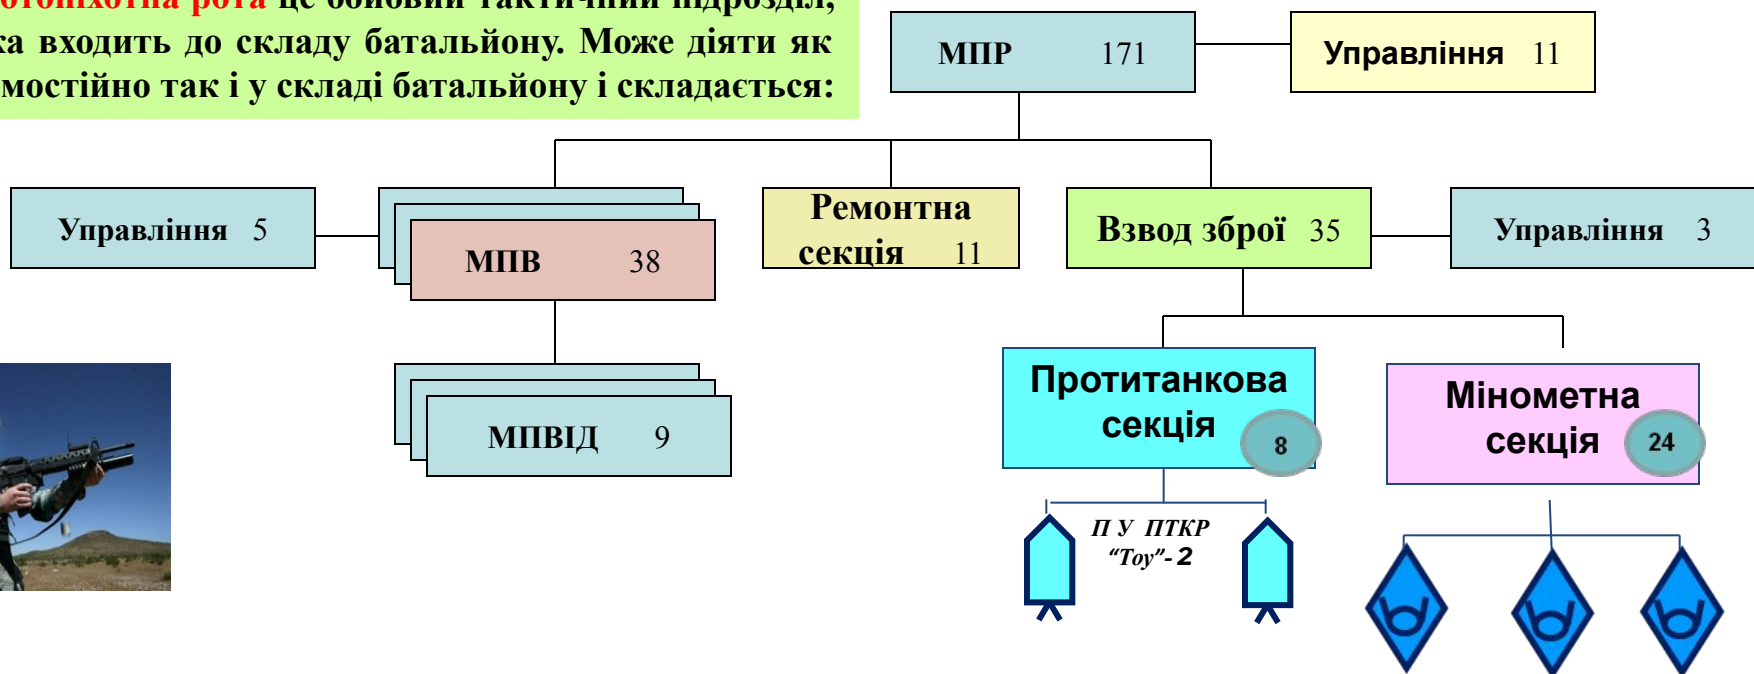 рота це бойовий тактичний підрозділ,
входить до складу батальйону. Може діяти як
так і у складі батальйону і складається:
МПР 171
Управління 11
Управління 5
МПВ 38
Ремонтна
секція 11
Взвод зброї 35
Управління 3
МПВІД 9
Протитанкова
секція 8
Мінометна
секція 24
П У ПТКР
“Тоу”- 2